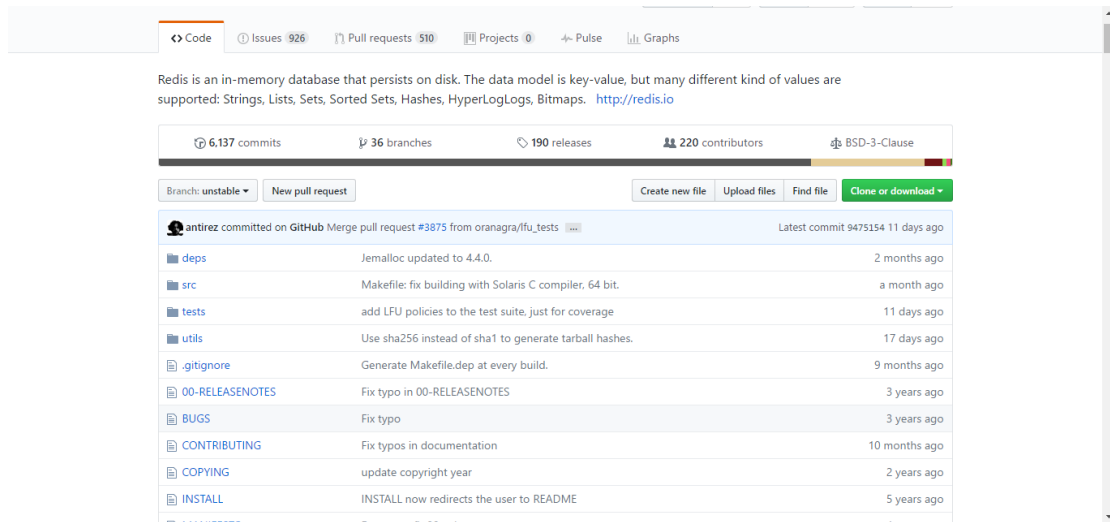 Code Issues 926 Pull requests 510 Projects 0 Pulse Graphs
Redis is an in-memory database that persists on disk. The data model is key-value, but many different kind of values are
supported: Strings, Lists, Sets, Sorted Sets, Hashes, HyperLogLogs, Bitmaps. http://redis.io
6,137 commits 36 branches 190 releases 220 contributors BSD-3-Clause
Branch: unstable New pull request Create new file Upload files Find file Clone or download
antirez committed on GitHub Merge pull request #3875 from oranagra/lfu_tests ... Latest commit 9475154 11 days ago
deps Jemalloc updated to 4.4.0. 2 months ago
src Makefile: fix building with Solaris C compiler, 64 bit. a month ago
tests add LFU policies to the test suite, just for coverage 11 days ago
utils Use sha256 instead of sha1 to generate tarball hashes. 17 days ago
.gitignore Generate Makefile.dep at every build. 9 months ago
00-RELEASENOTES Fix typo in 00-RELEASENOTES 3 years ago
BUGS Fix typo 3 years ago
CONTRIBUTING Fix typos in documentation 10 months ago
COPYING update copyright year 2 years ago
INSTALL INSTALL now redirects the user to README 5 years ago